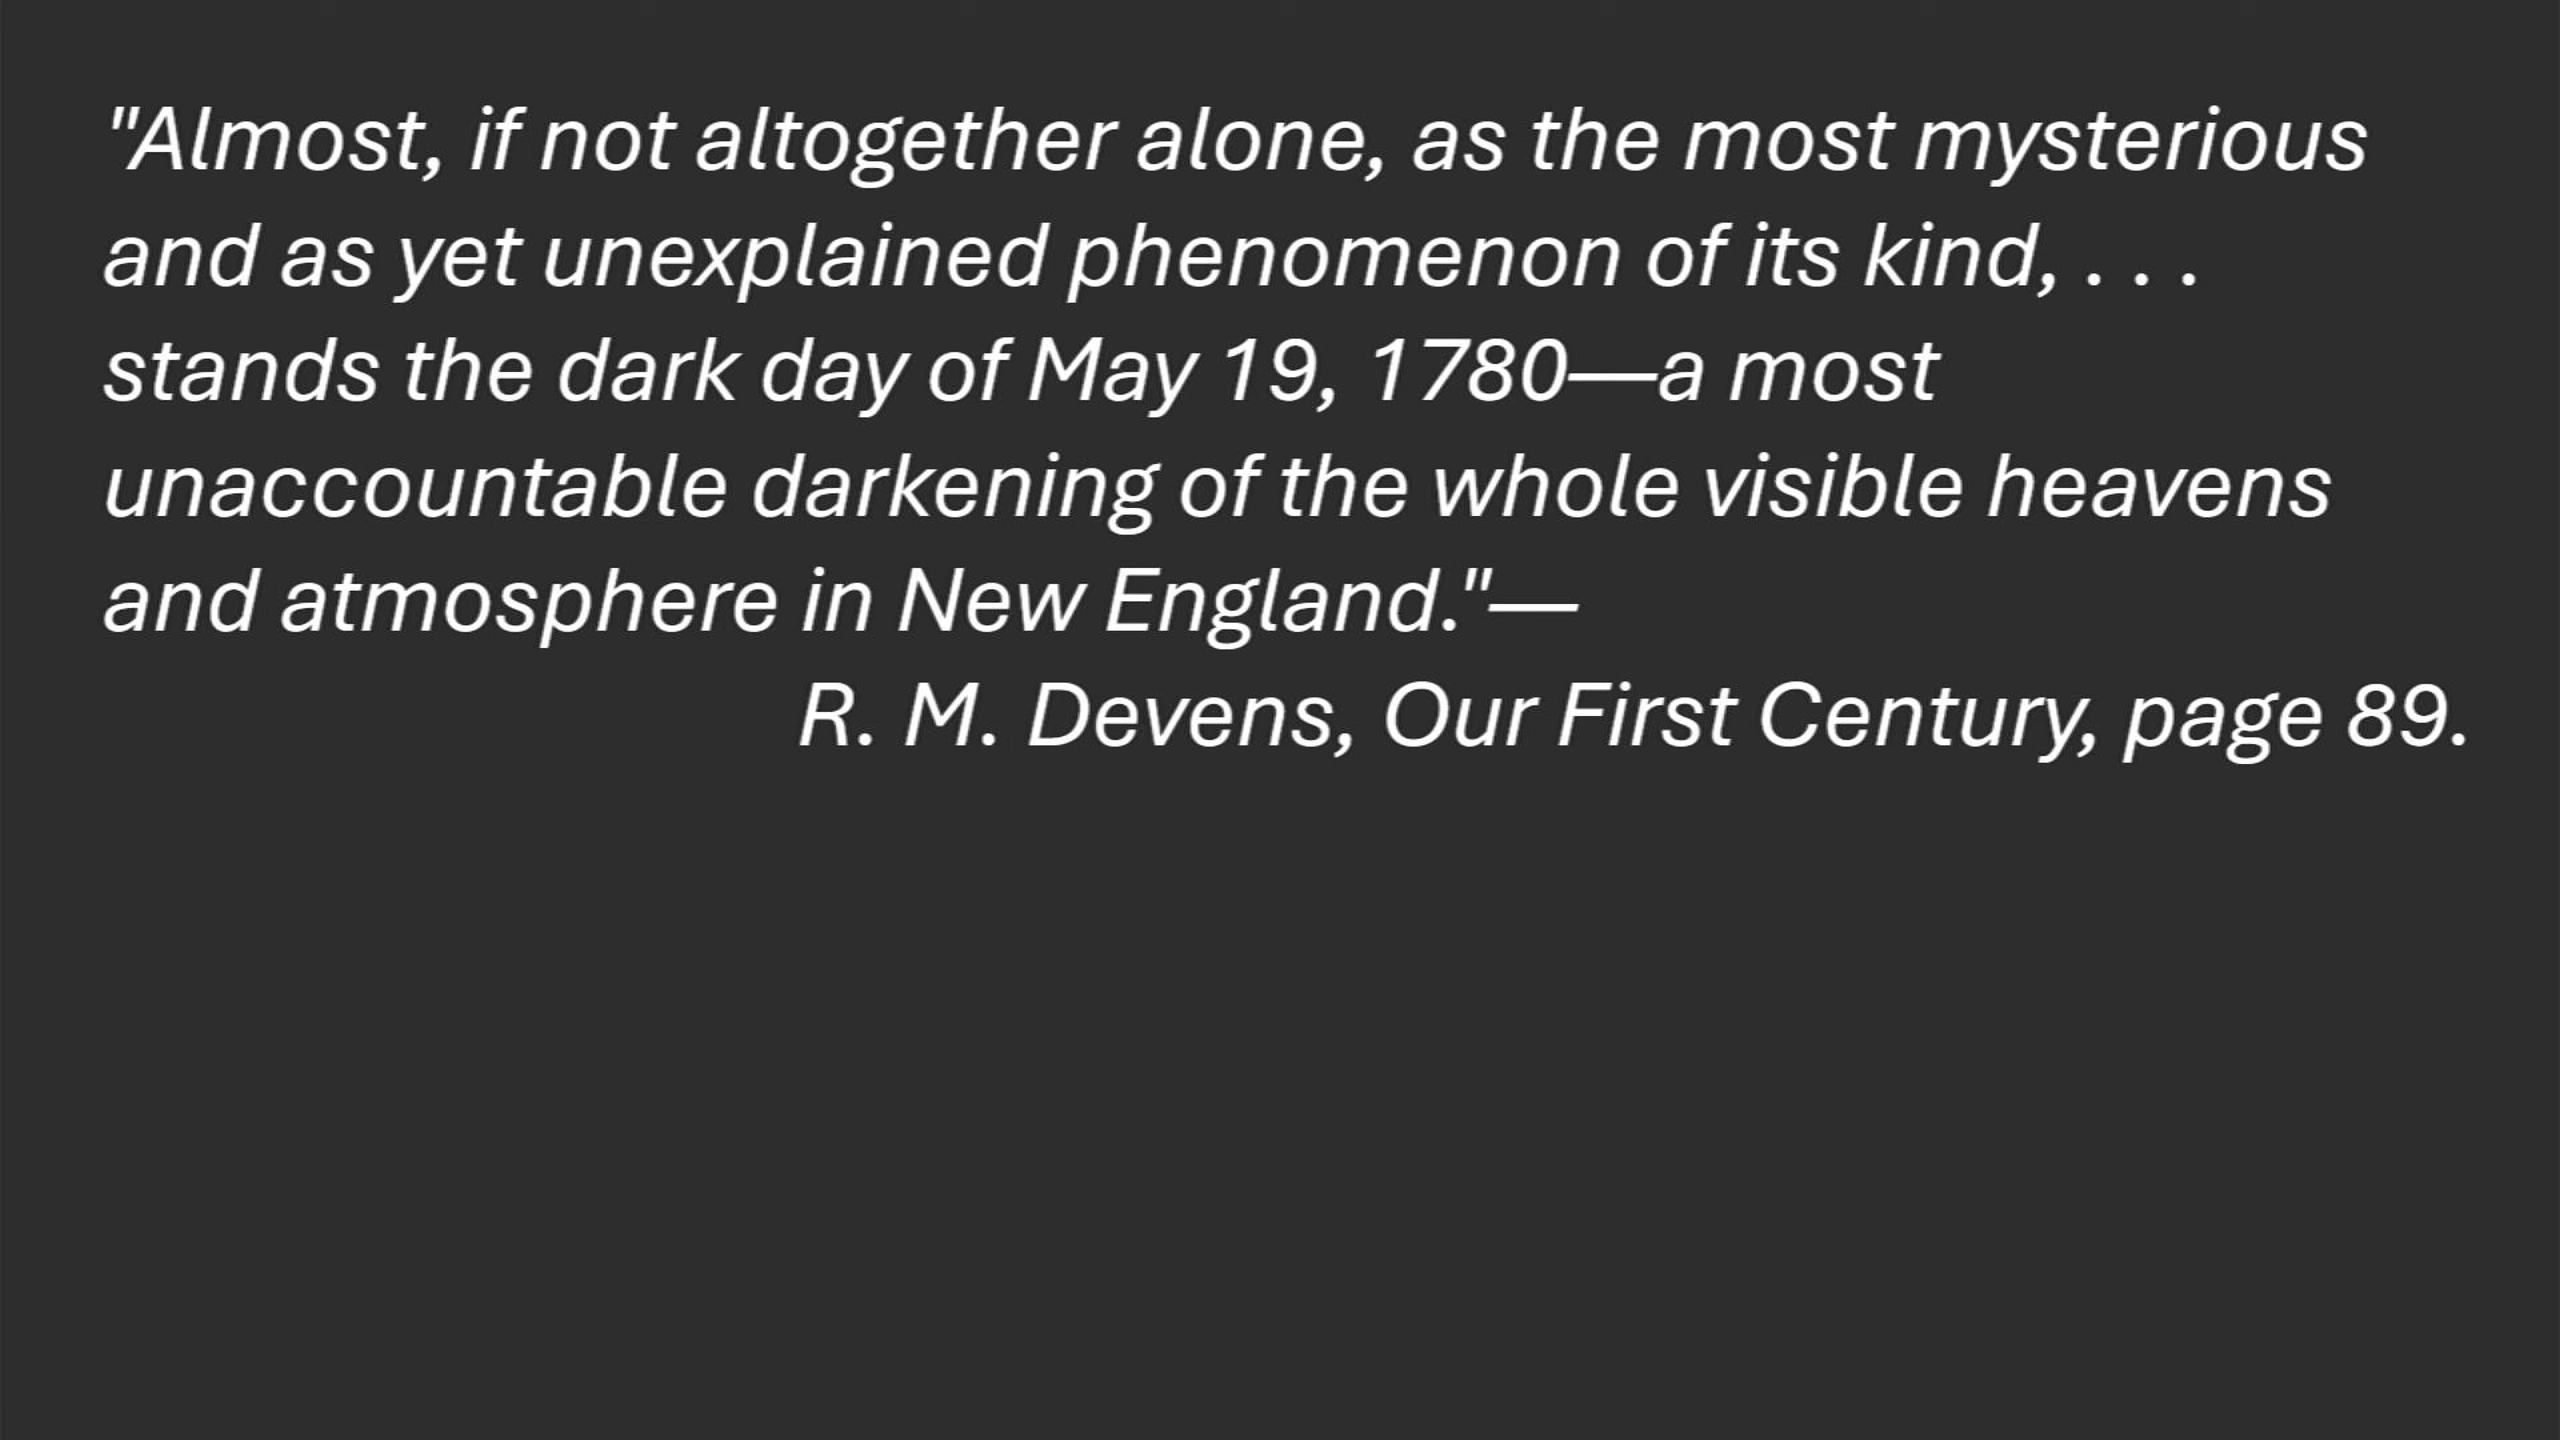 "Almost, if not altogether alone, as the most mysterious
and as yet unexplained phenomenon of its kind, . . .
stands the dark day of May 19, 1780—a most
unaccountable darkening of the whole visible heavens
and atmosphere in New England."—
R. M. Devens, Our First Century, page 89.